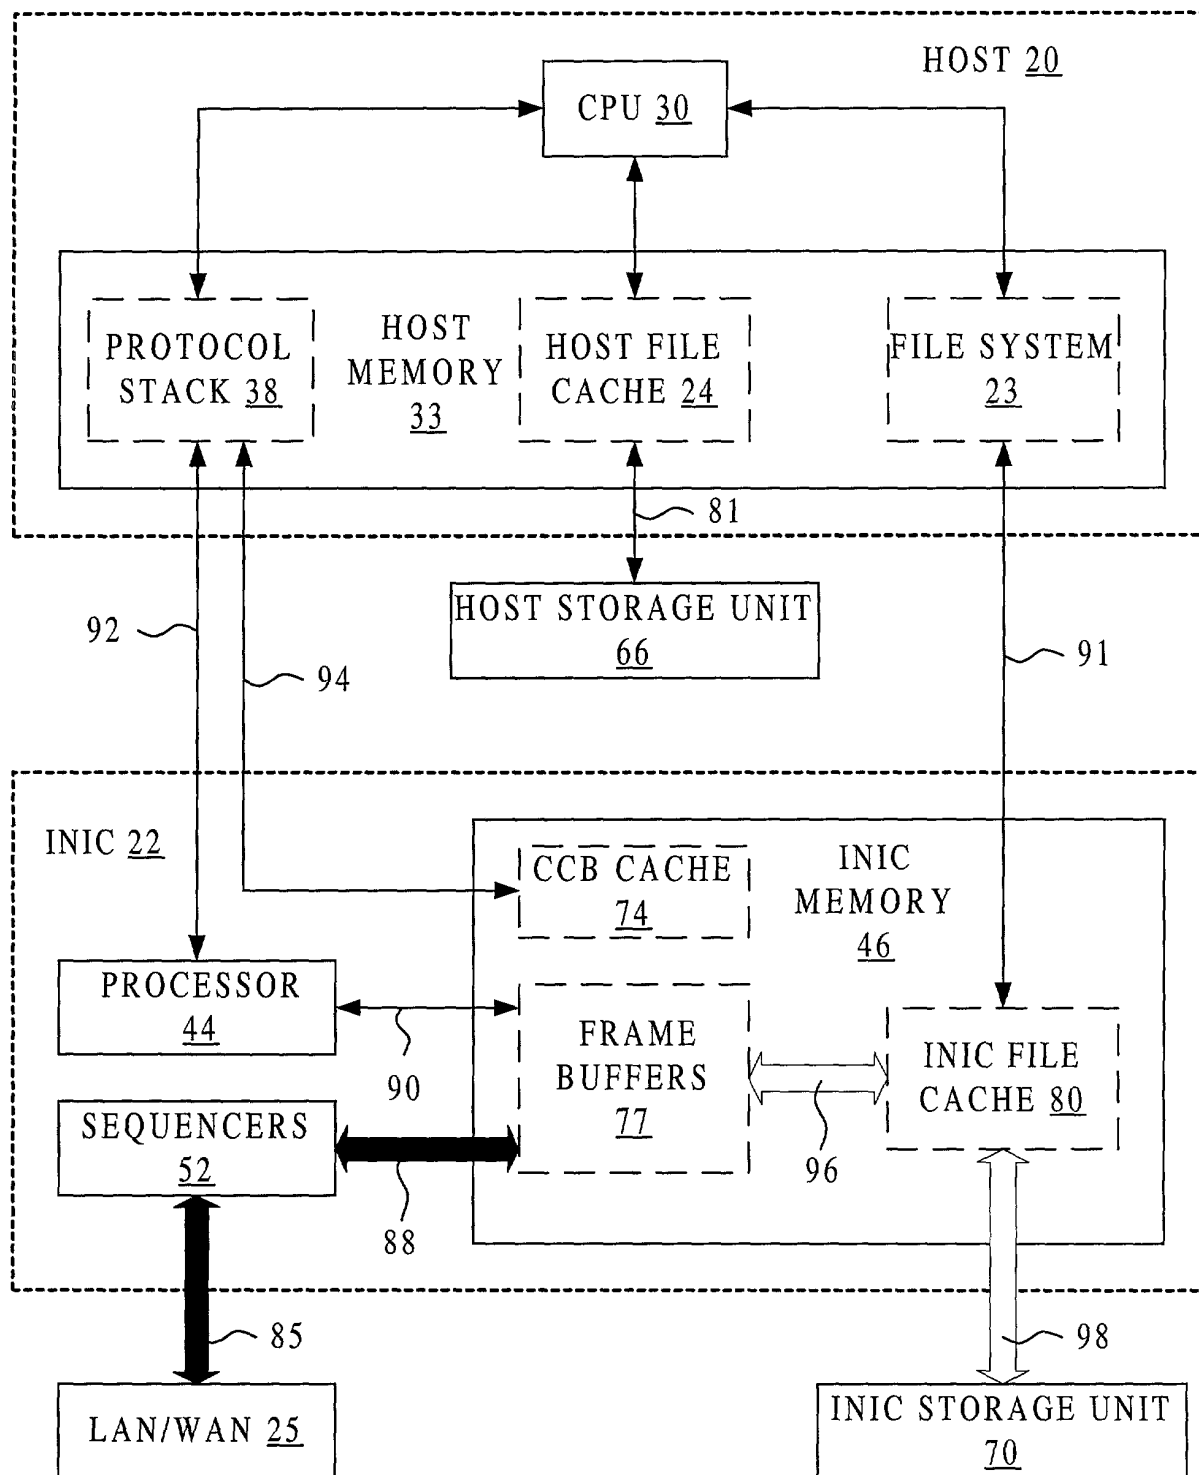 HOST 20
CPU 30
PROTOCOL
STACK 38
HOST
MEMORY
33
HOST FILE
CACHE 24
FILE SYSTEM
23
81
HOST STORAGE UNIT
66
92
94
91
INIC 22
CCB CACHE
74
INIC
MEMORY
46
PROCESSOR
44
90
FRAME
BUFFERS
77
INIC FILE
CACHE 80
96
SEQUENCERS
52
88
85
98
LAN/WAN 25
INIC STORAGE UNIT
70